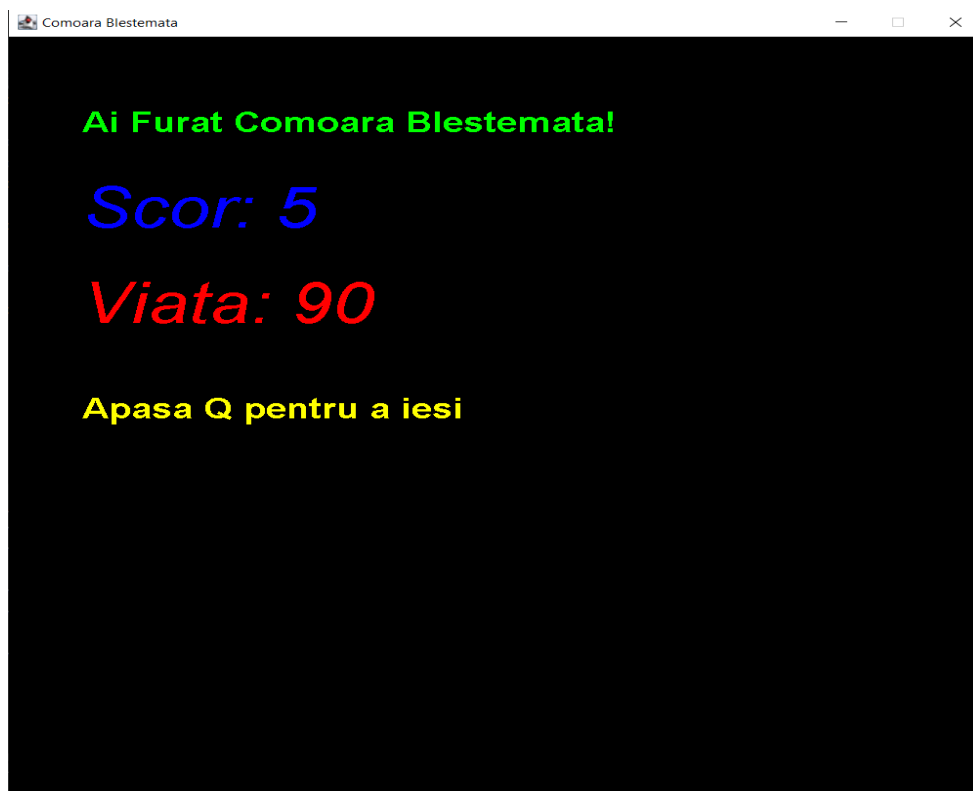 Comoara Blestemata
Ai Furat Comoara Blestemata!
Scor: 5
Viata: 90
Apasa Q pentru a iesi